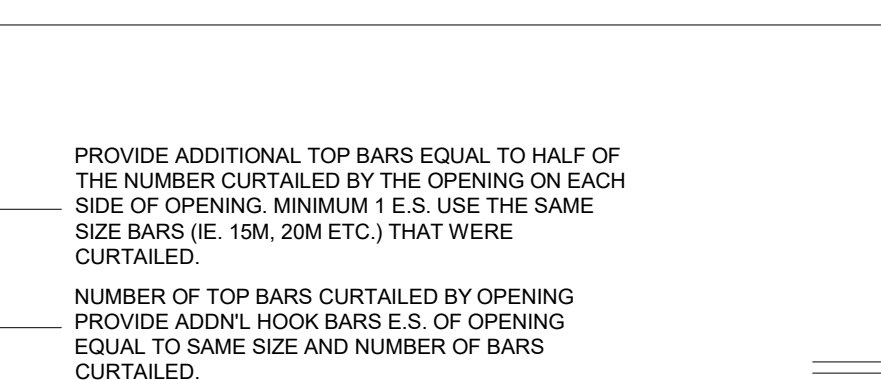 PROVIDE ADDITIONAL TOP BARS EQUAL TO HALF OF
THE NUMBER CURTAILED BY THE OPENING ON EACH
SIDE OF OPENING. MINIMUM 1 E.S. USE THE SAME
SIZE BARS (IE. 15M, 20M ETC.) THAT WERE
CURTAILED.
NUMBER OF TOP BARS CURTAILED BY OPENING
PROVIDE ADDN'L HOOK BARS E.S. OF OPENING
EQUAL TO SAME SIZE AND NUMBER OF BARS
CURTAILED.